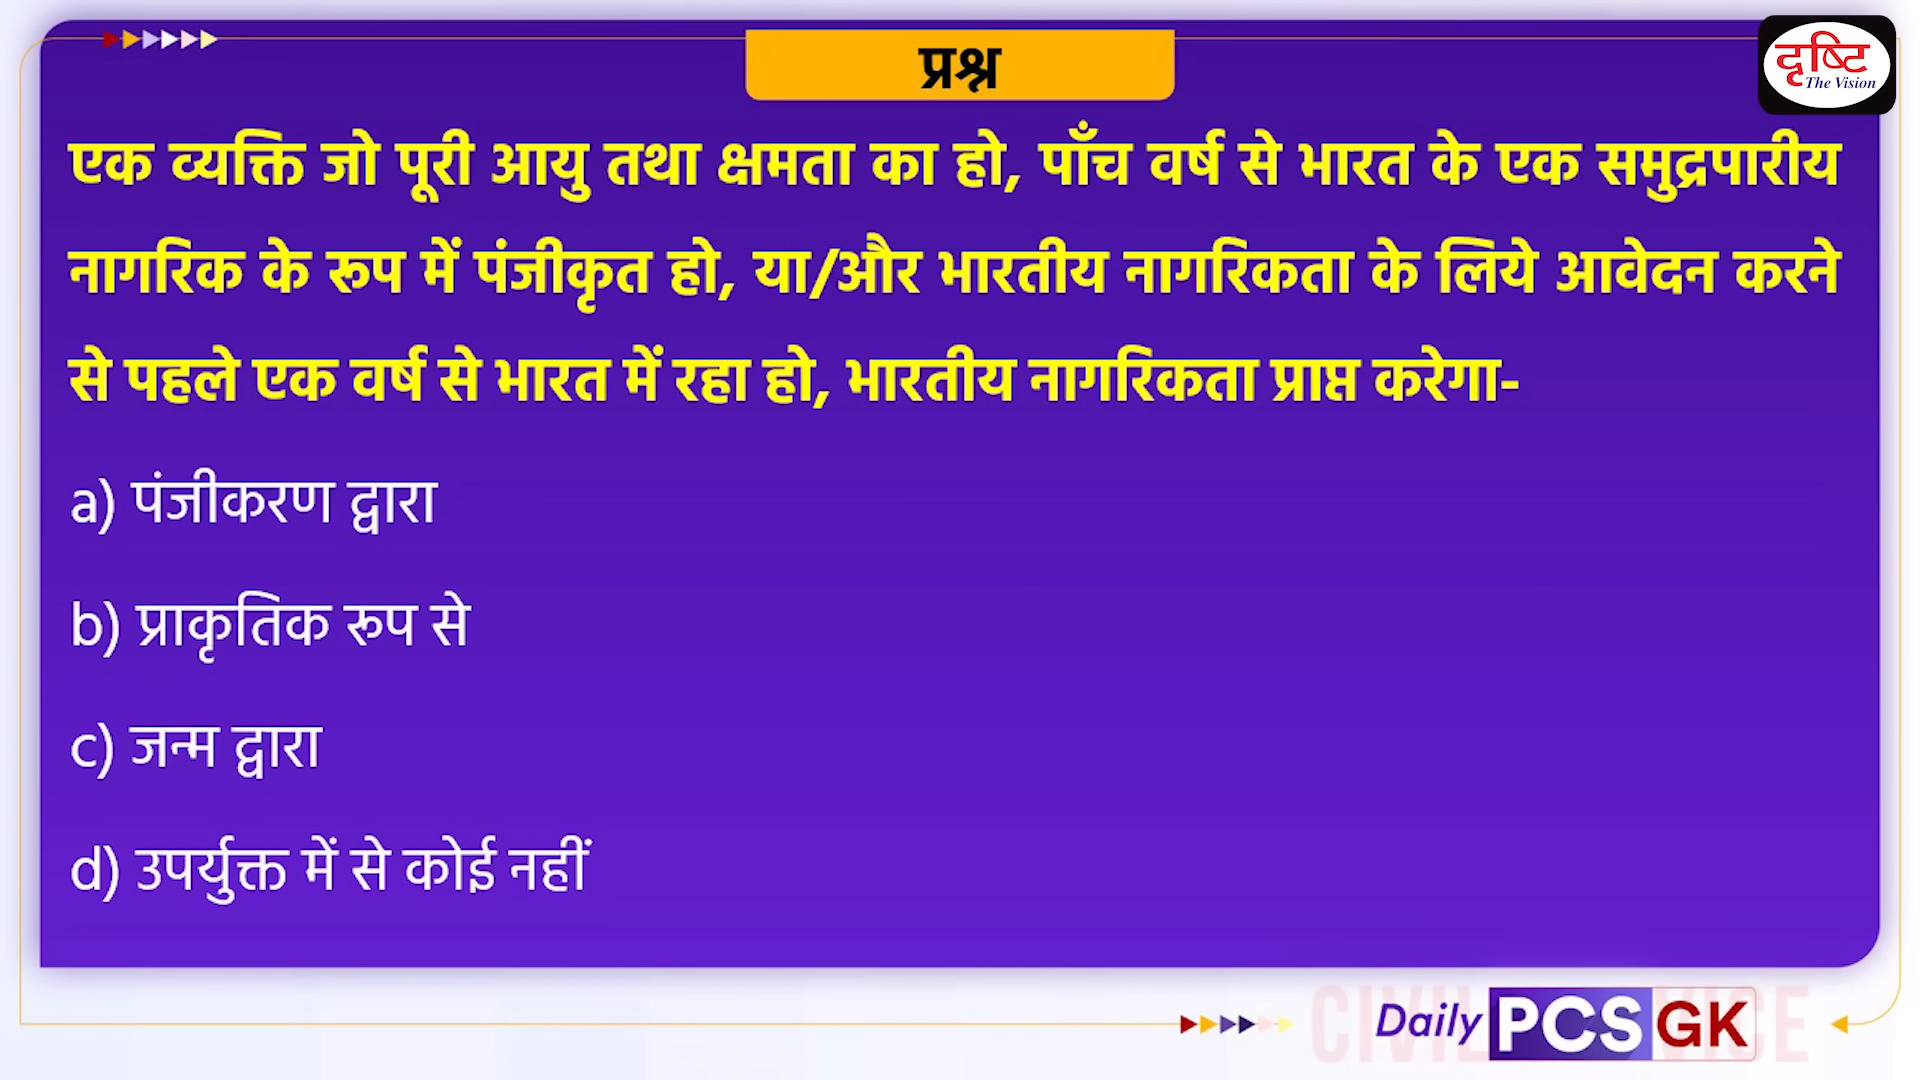 प्रश्न
दृष्टि
The Vision
एक व्यक्ति जो पूरी आयु तथा क्षमता का हो, पाँच वर्ष से भारत के एक समुद्रपारीय
नागरिक के रूप में पंजीकृत हो, या/और भारतीय नागरिकता के लिये आवेदन करने
से पहले एक वर्ष से भारत में रहा हो, भारतीय नागरिकता प्राप्त करेगा-
a) पंजीकरण द्वारा
b) प्राकृतिक रूप से
c) जन्म द्वारा
d) उपर्युक्त में से कोई नहीं
Daily PCS GK